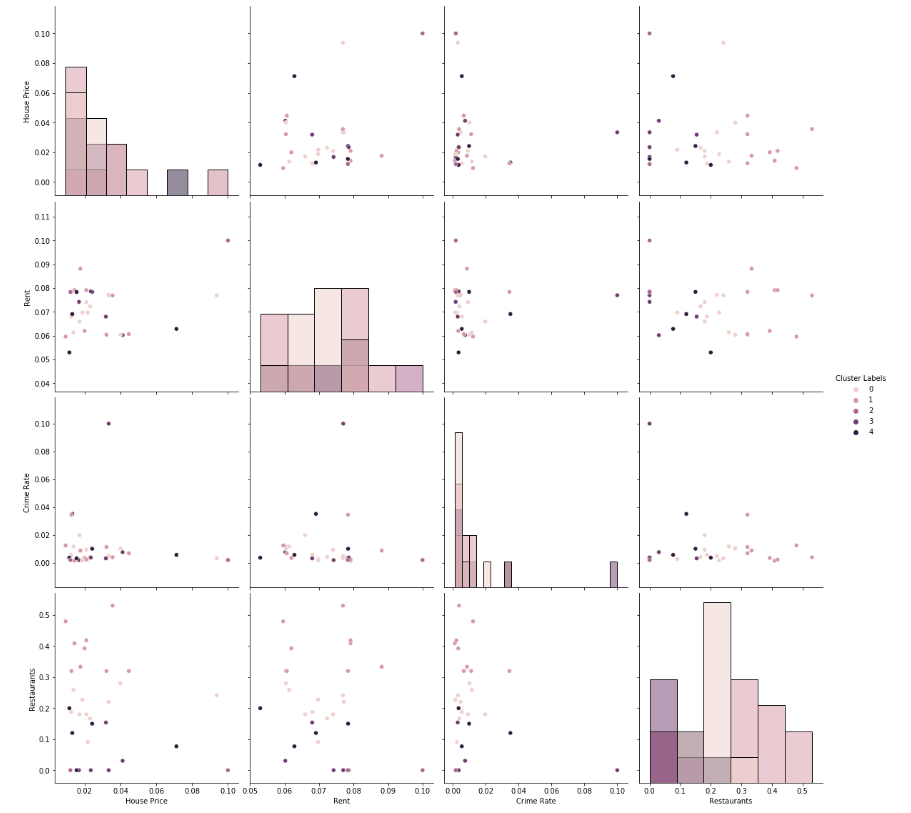 0.10
0.08
0.06
0.04
0.02
0.00
House Price
0.11
0.10
0.09
0.08
0.07
0.06
0.05
0.04
Rent
Cluster Labels
0
1
2
3
4
0.10
0.08
0.06
0.04
0.02
0.00
Crime Rate
0.5
0.4
0.3
0.2
0.1
0.0
Restaurants
0.02 0.04 0.06 0.08 0.10
House Price
0.05 0.06 0.07 0.08 0.09 0.10
Rent
0.00 0.02 0.04 0.06 0.08 0.10
Crime Rate
0.0 0.1 0.2 0.3 0.4 0.5
Restaurants